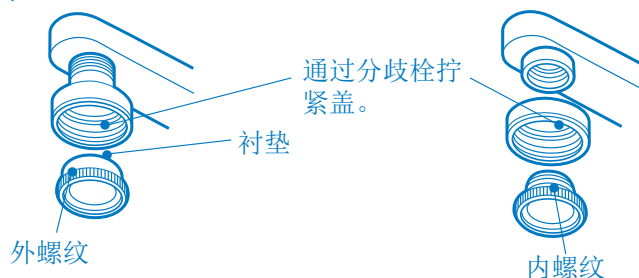 通过分歧栓拧
紧盖。
衬垫
外螺纹
内螺纹